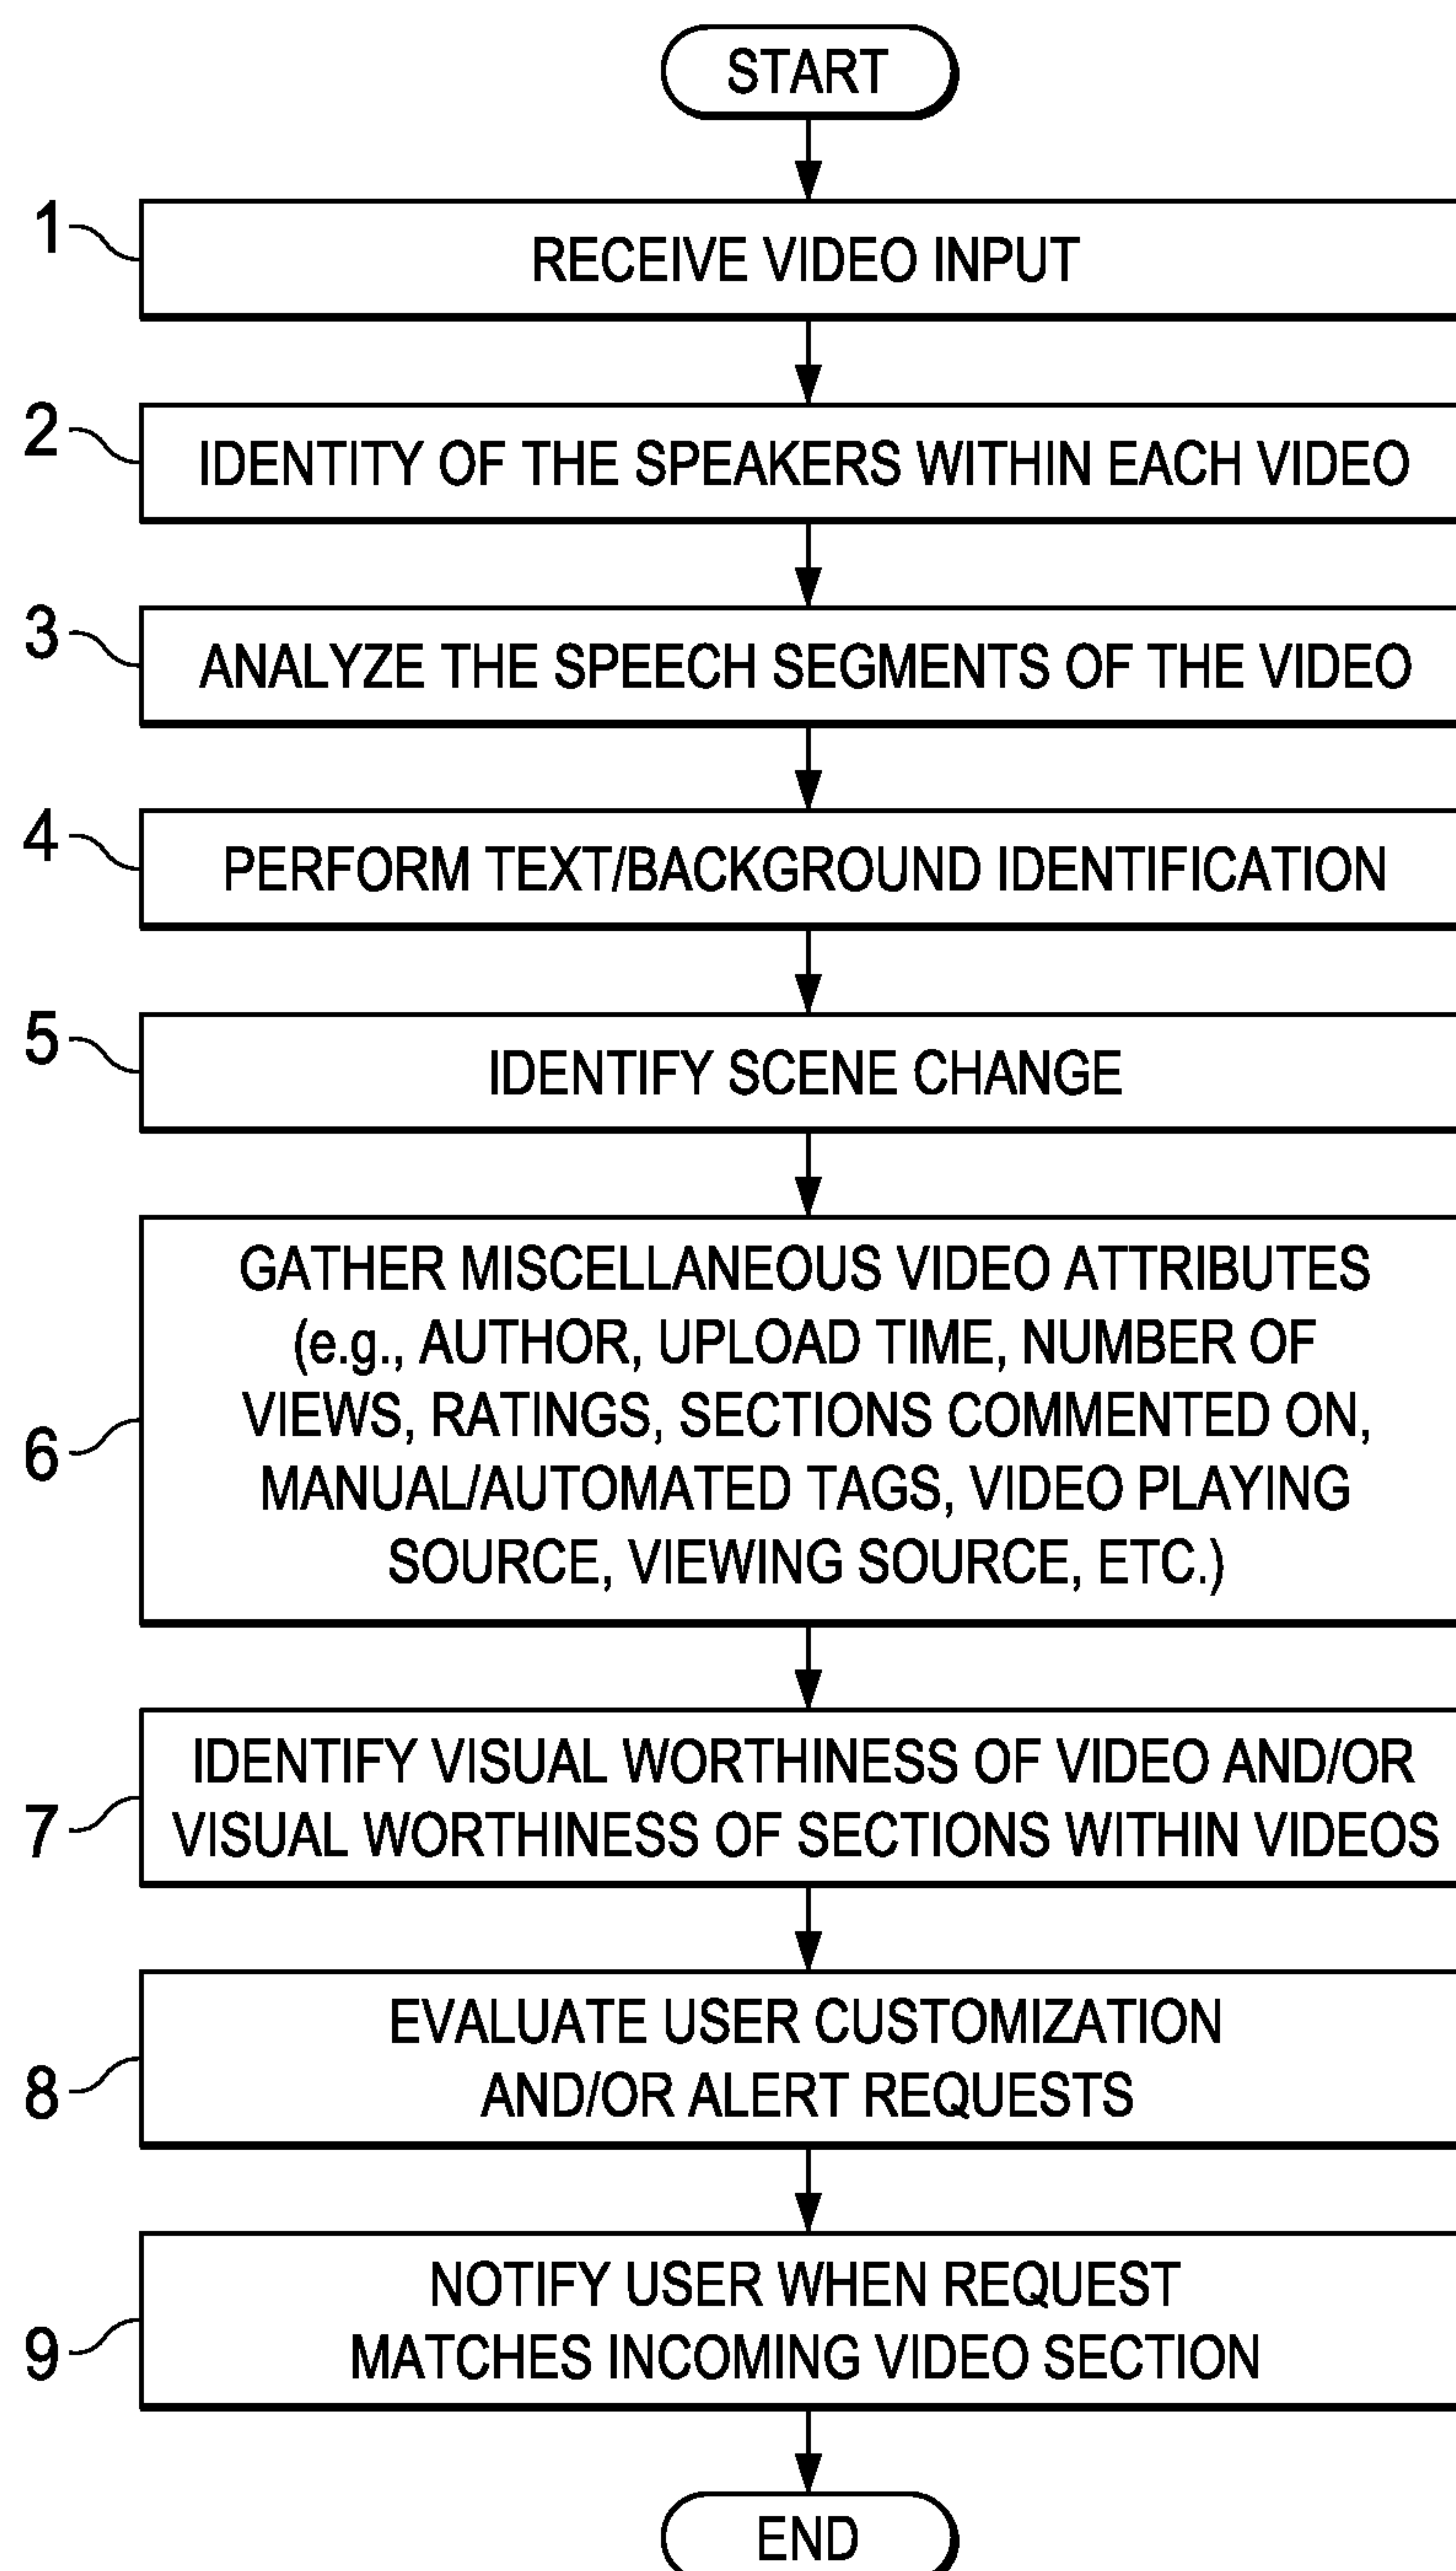 START
1
RECEIVE VIDEO INPUT
2
IDENTITY OF THE SPEAKERS WITHIN EACH VIDEO
3
ANALYZE THE SPEECH SEGMENTS OF THE VIDEO
4
PERFORM TEXT/BACKGROUND IDENTIFICATION
5
IDENTIFY SCENE CHANGE
6
GATHER MISCELLANEOUS VIDEO ATTRIBUTES
(e.g., AUTHOR, UPLOAD TIME, NUMBER OF
VIEWS, RATINGS, SECTIONS COMMENTED ON,
MANUAL/AUTOMATED TAGS, VIDEO PLAYING
SOURCE, VIEWING SOURCE, ETC.)
7
IDENTIFY VISUAL WORTHINESS OF VIDEO AND/OR
VISUAL WORTHINESS OF SECTIONS WITHIN VIDEOS
8
EVALUATE USER CUSTOMIZATION
AND/OR ALERT REQUESTS
9
NOTIFY USER WHEN REQUEST
MATCHES INCOMING VIDEO SECTION
END